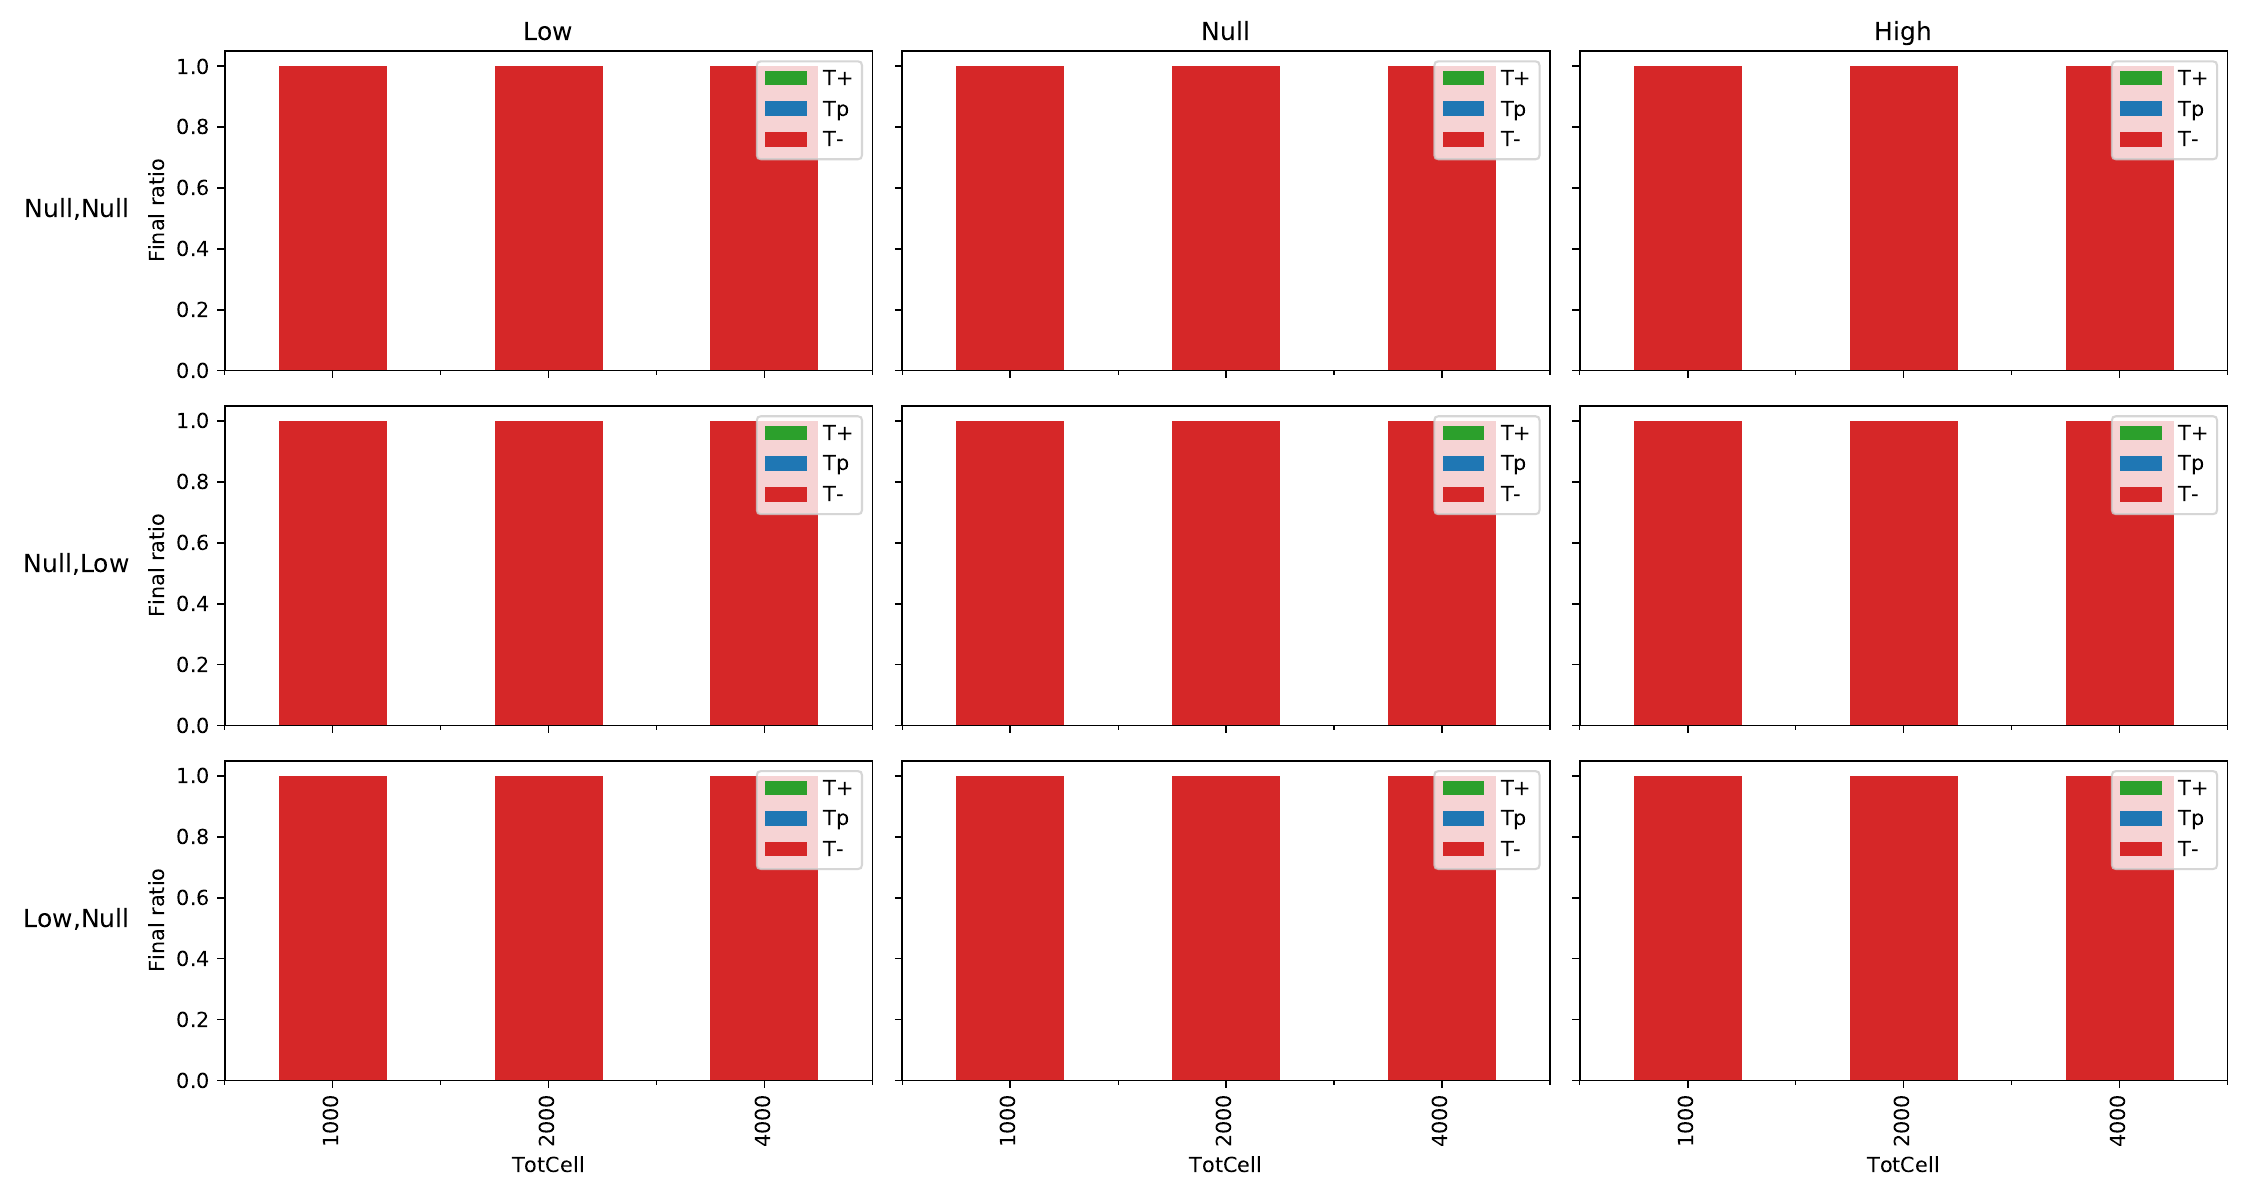 Low Null High
Null,Null
Final ratio
1.0
0.8
0.6
0.4
0.2
0.0
T+
Tp
T-
T+
Tp
T-
T+
Tp
T-
Null,Low
Final ratio
1.0
0.8
0.6
0.4
0.2
0.0
T+
Tp
T-
T+
Tp
T-
T+
Tp
T-
Low,Null
Final ratio
1.0
0.8
0.6
0.4
0.2
0.0
T+
Tp
T-
T+
Tp
T-
T+
Tp
T-
1000 2000 4000 1000 2000 4000 1000 2000 4000
TotCell TotCell TotCell